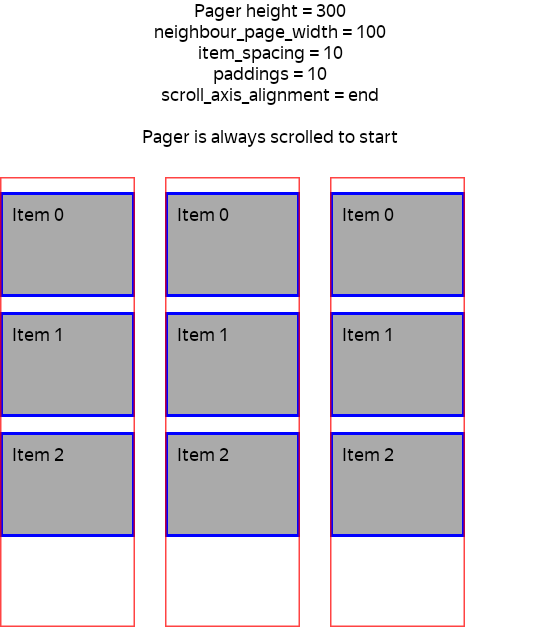 Pager height = 300
neighbour_page_width = 100
item_spacing = 10
paddings = 10
scroll_axis_alignment = end
Pager is always scrolled to start
Item 0 Item 0 Item 0
Item 1 Item 1 Item 1
Item 2 Item 2 Item 2